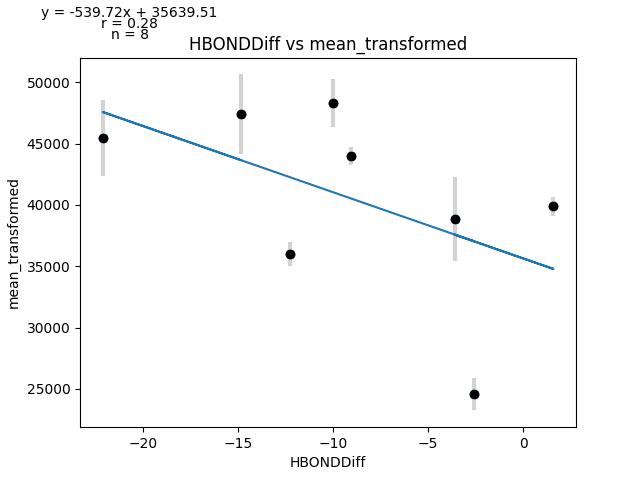 y = -539.72x + 35639.51
r = 0.28
n = 8
HBONDDiff vs mean_transformed
50000
45000
40000
35000
30000
25000
mean_transformed
−20
−15
−10
−5
0
HBONDDiff